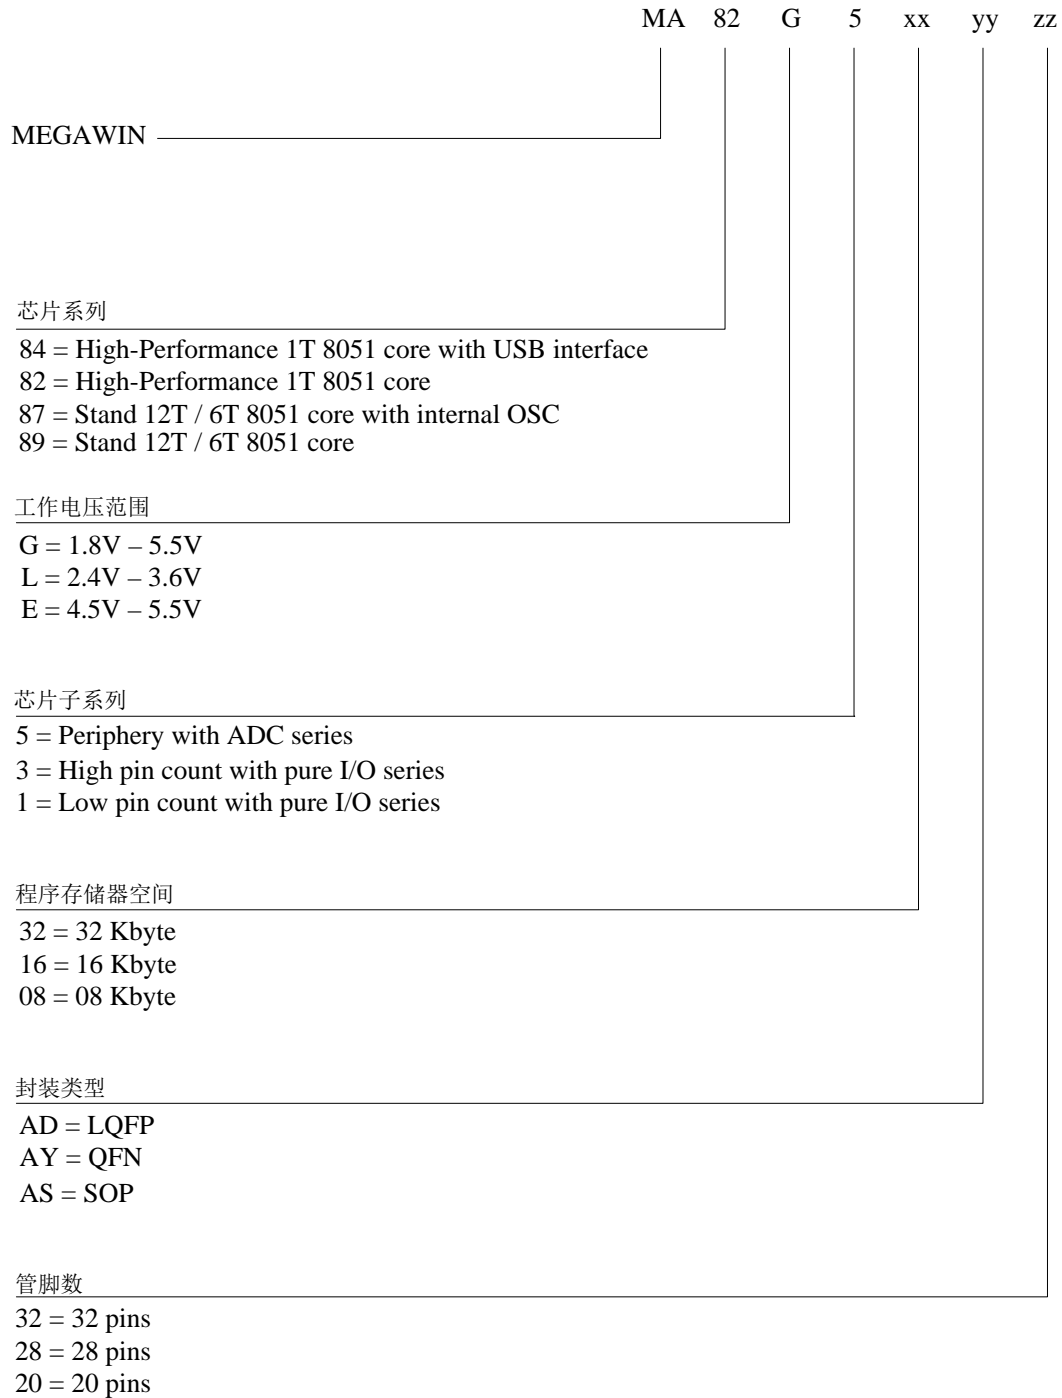 MA 82 G 5 xx yy zz
MEGAWIN
芯片系列
84 = High-Performance 1T 8051 core with USB interface
82 = High-Performance 1T 8051 core
87 = Stand 12T / 6T 8051 core with internal OSC
89 = Stand 12T / 6T 8051 core
工作电压范围
G = 1.8V – 5.5V
L = 2.4V – 3.6V
E = 4.5V – 5.5V
芯片子系列
5 = Periphery with ADC series
3 = High pin count with pure I/O series
1 = Low pin count with pure I/O series
程序存储器空间
32 = 32 Kbyte
16 = 16 Kbyte
08 = 08 Kbyte
封装类型
AD = LQFP
AY = QFN
AS = SOP
管脚数
32 = 32 pins
28 = 28 pins
20 = 20 pins